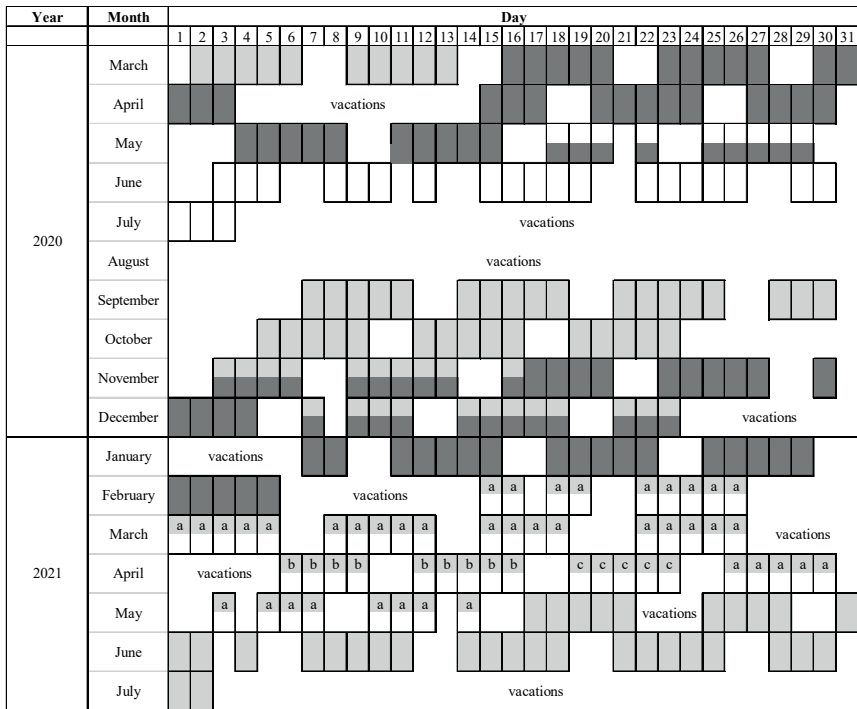 Year Month Day
1 2 3 4 5 6 7 8 9 10 11 12 13 14 15 16 17 18 19 20 21 22 23 24 25 26 27 28 29 30 31
2020
March
April vacations
May
June
July vacations
August vacations
September
October
November
December vacations
2021
January vacations
February vacations a a a a a a a a a
March a a a a a a a a a a a a a a a a a a a vacations
April vacations b b b b b b b b b c c c c c a a a a a
May a a a a a a a a vacations
June
July vacations